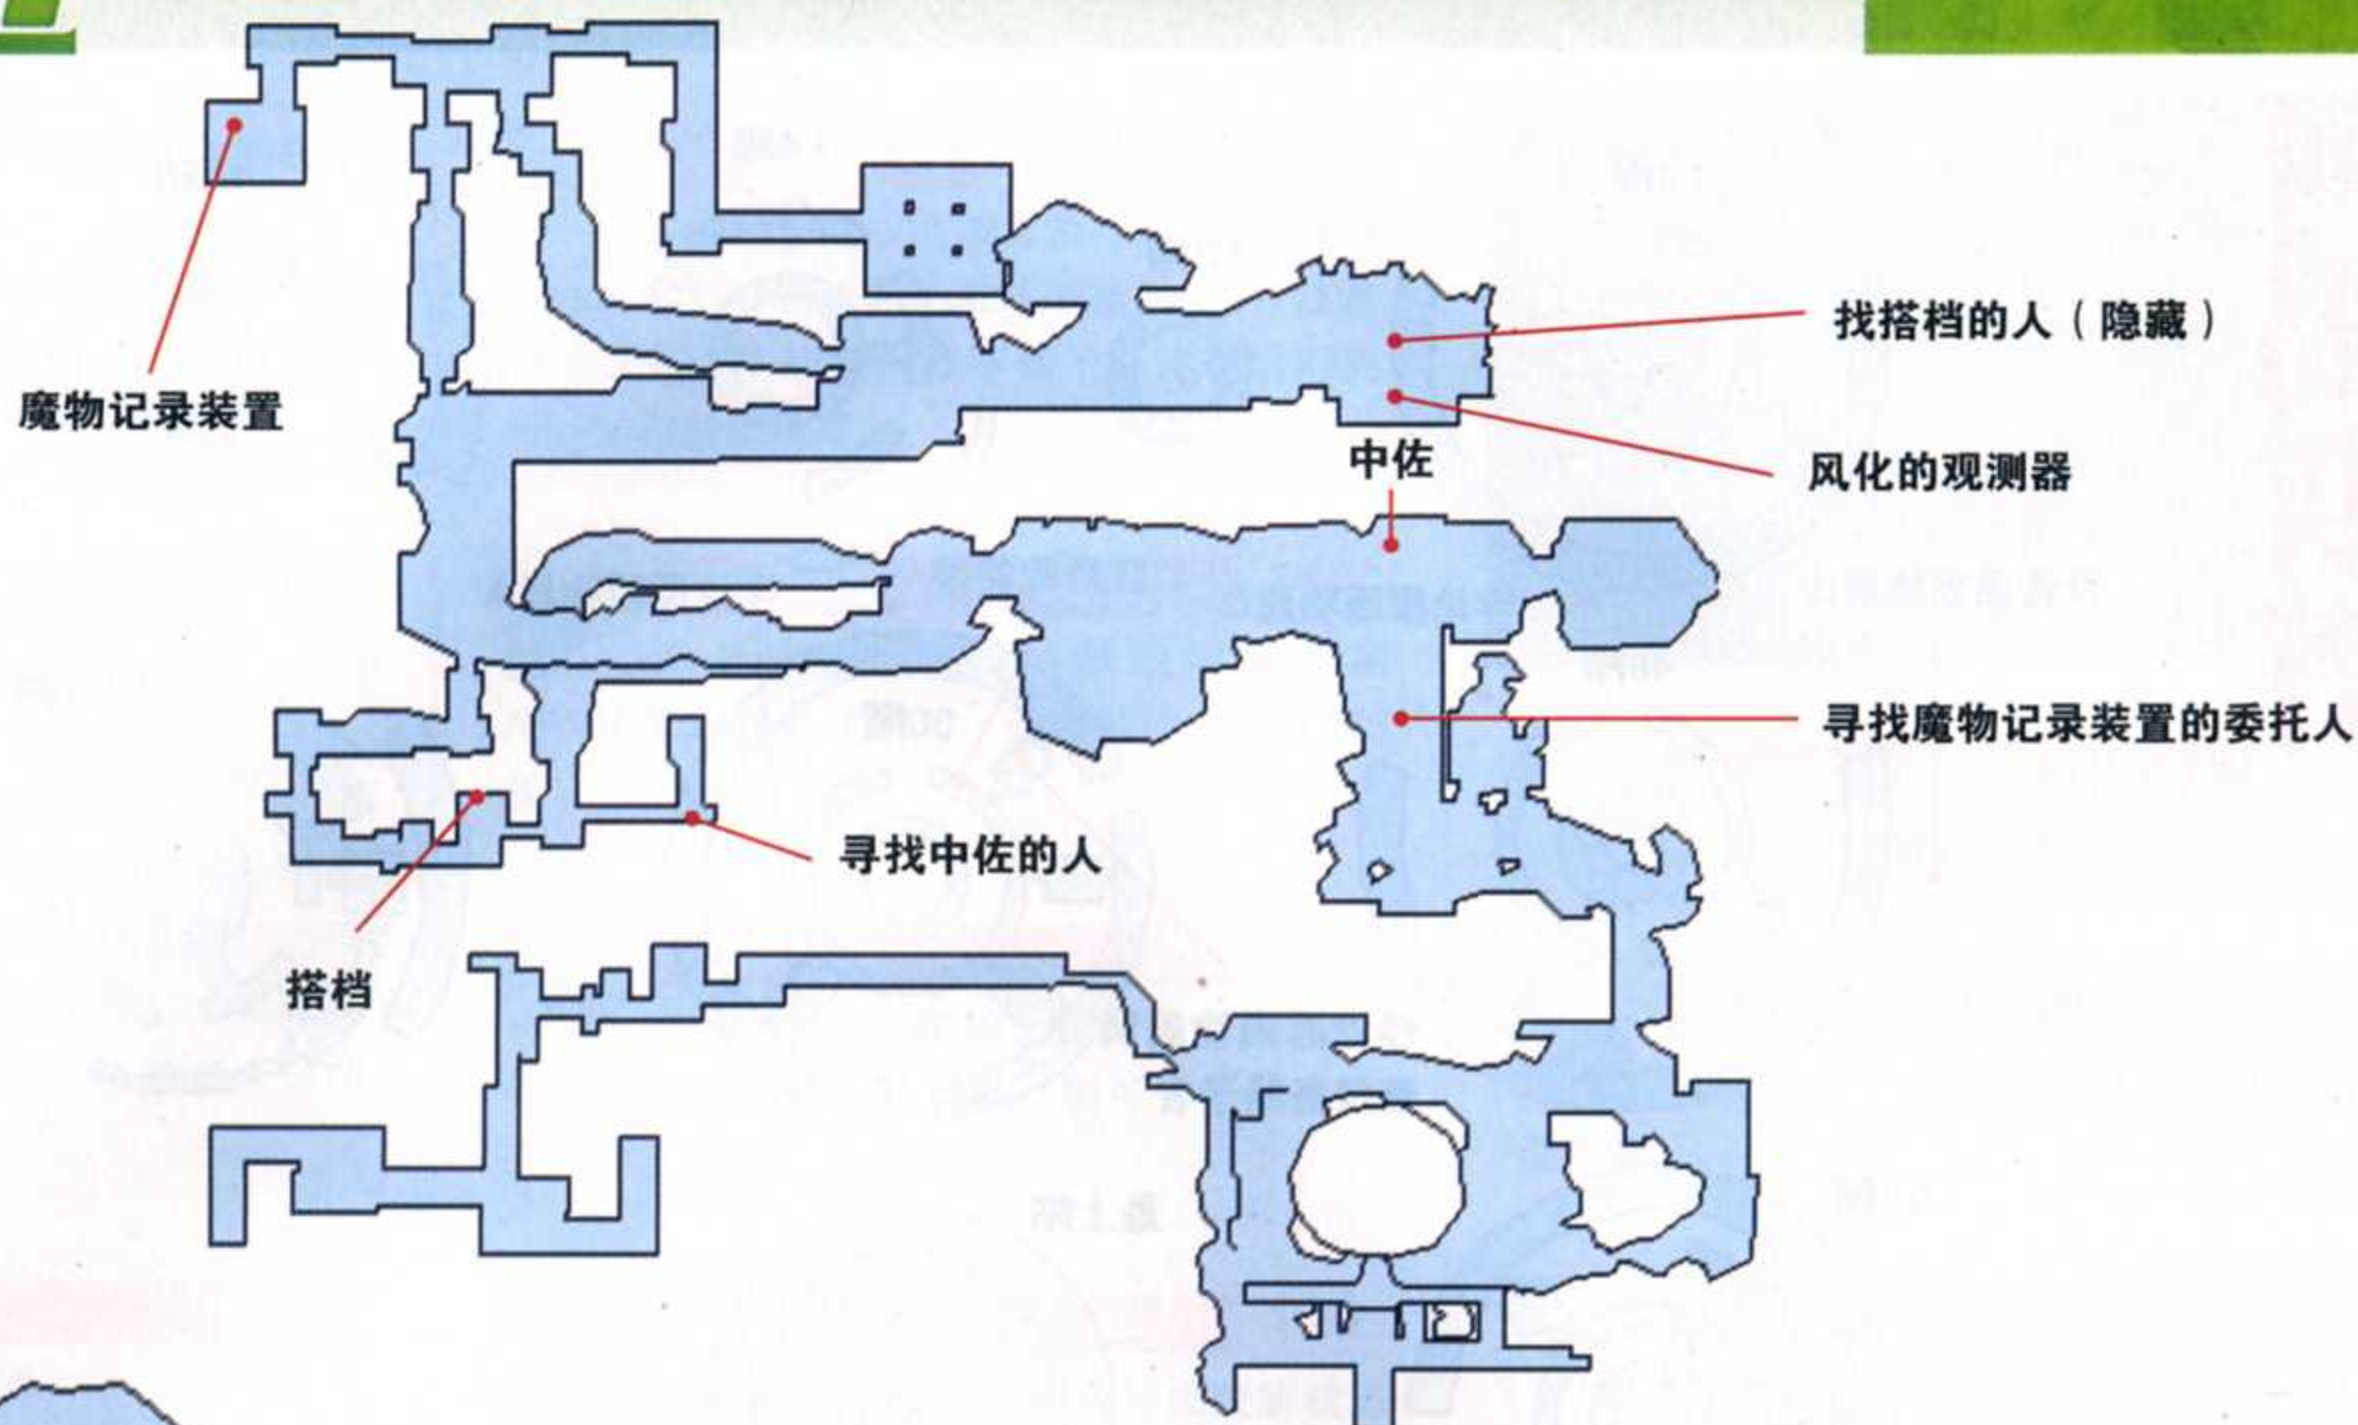 找搭档的人（隐藏）
魔物记录装置
中佐
风化的观测器
寻找魔物记录装置的委托人
寻找中佐的人
搭档